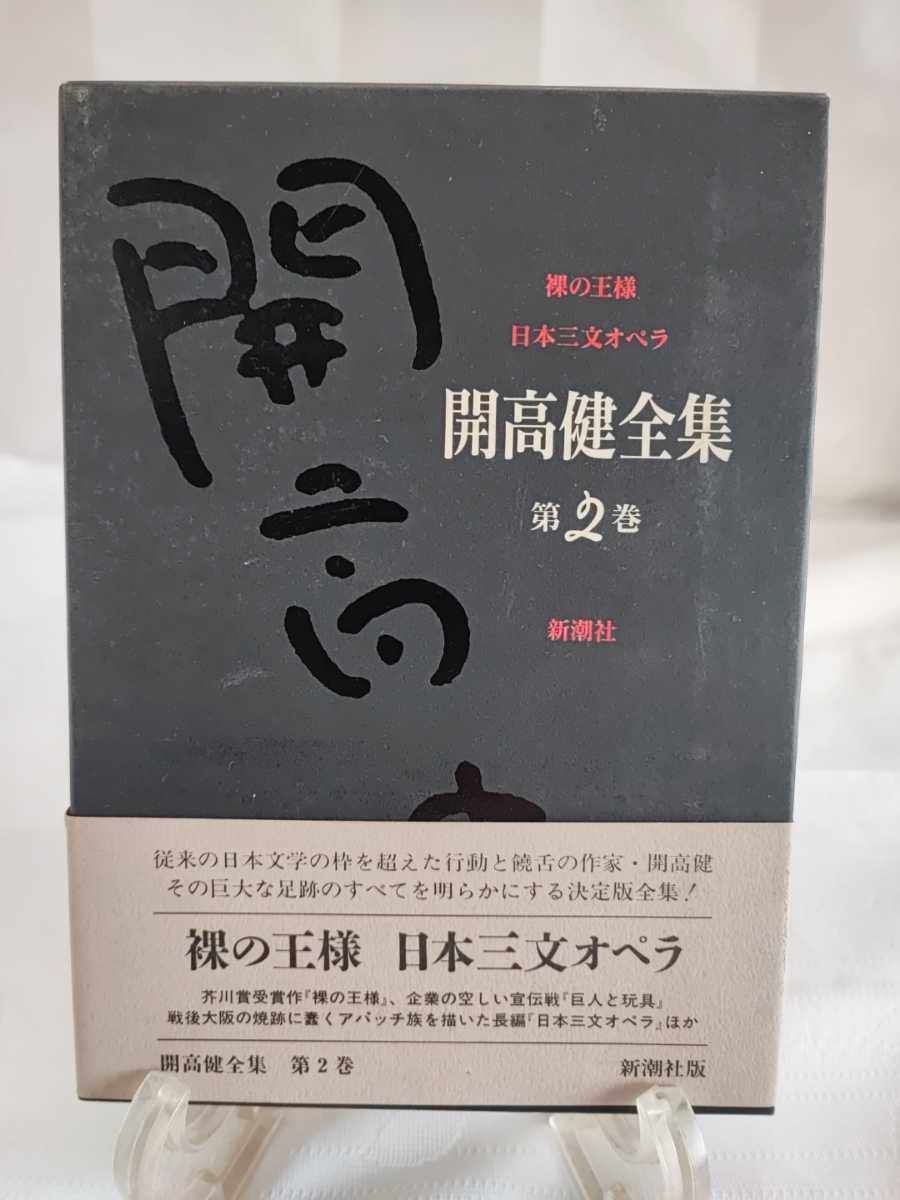 開高
裸の王様
日本三文オペラ
開高健全集
第2巻
新潮社
従来の日本文学の枠を超えた行動と饒舌の作家・開高健
その巨大な足跡のすべてを明らかにする決定版全集!
裸の王様 日本三文オペラ
芥川賞受賞作『裸の王様』、企業の空しい宣伝戦『巨人と玩具』
戦後大阪の焼跡に蠢くアパッチ族を描いた長編『日本三文オペラ』ほか
開高健全集 第2巻 新潮社版